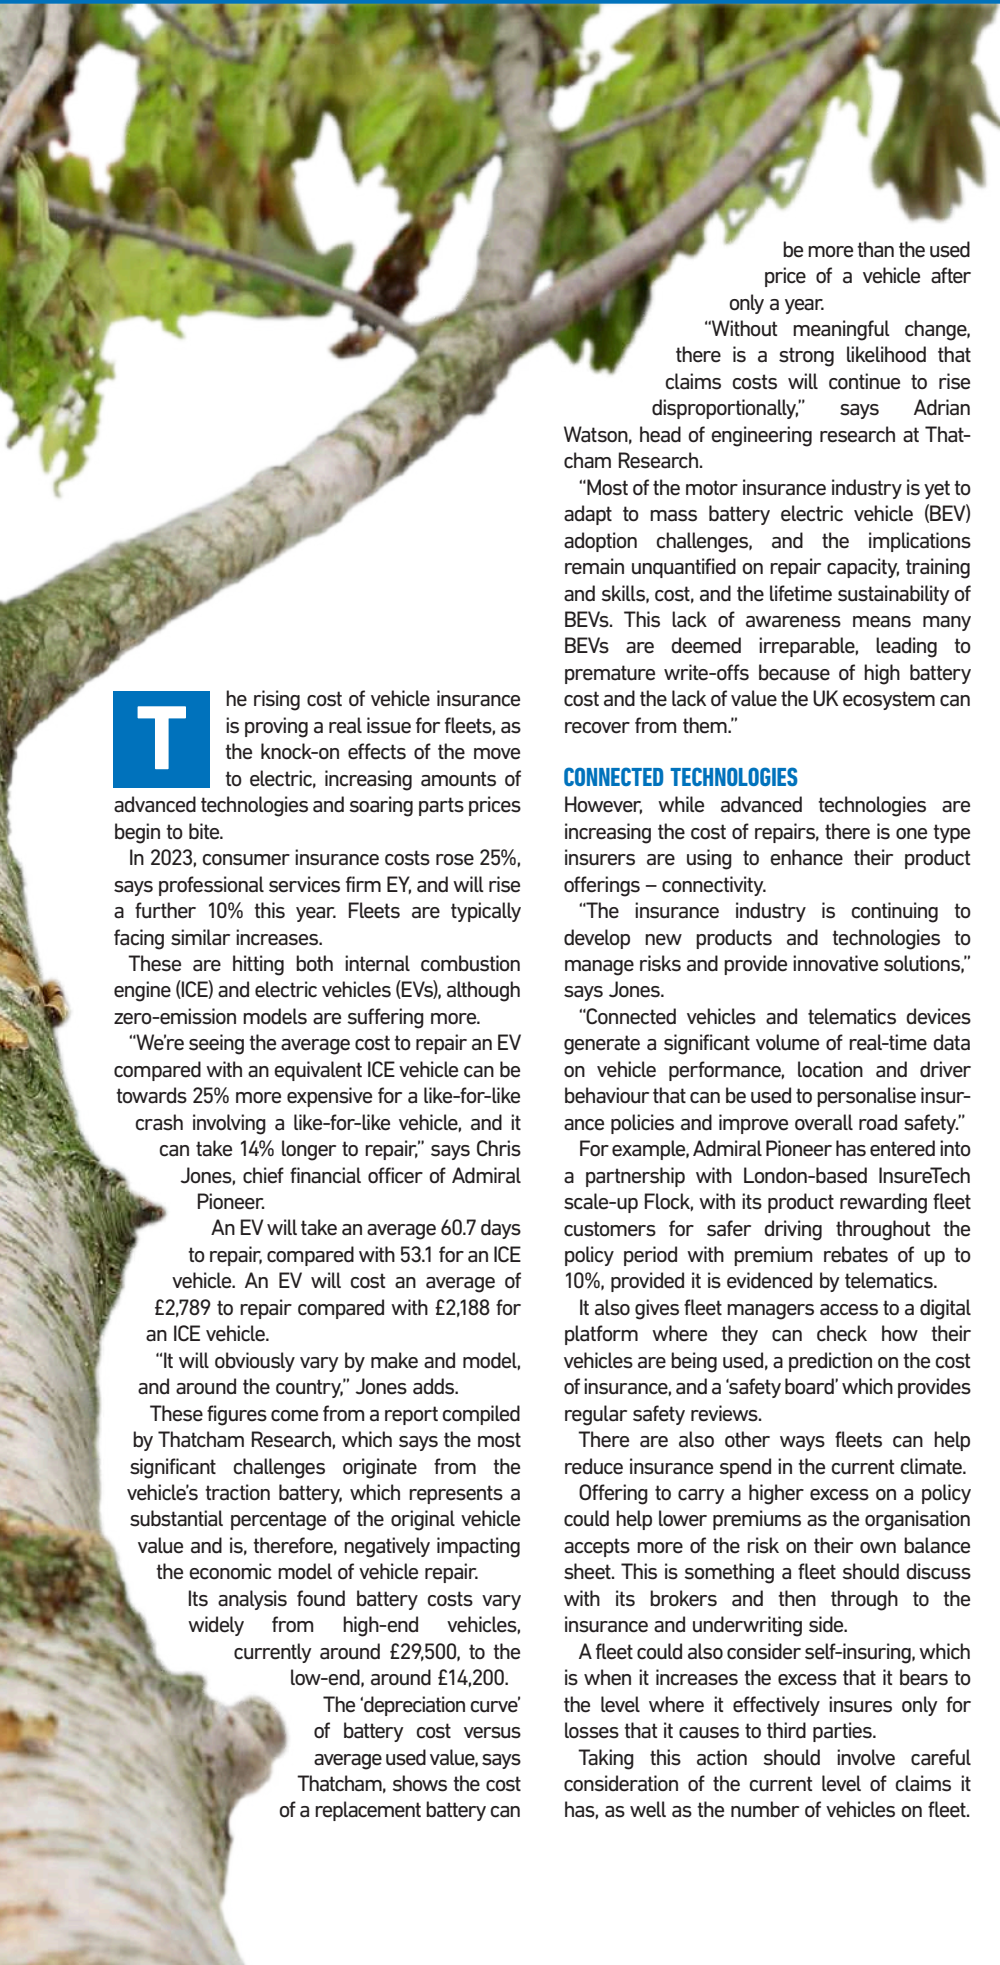 The rising cost of vehicle insurance
is proving a real issue for fleets, as
the knock-on effects of the move
to electric, increasing amounts of
advanced technologies and soaring parts prices
begin to bite.
In 2023, consumer insurance costs rose 25%,
says professional services firm EY, and will rise
a further 10% this year. Fleets are typically
facing similar increases.
These are hitting both internal combustion
engine (ICE) and electric vehicles (EVs), although
zero-emission models are suffering more.
“We’re seeing the average cost to repair an EV
compared with an equivalent ICE vehicle can be
towards 25% more expensive for a like-for-like
crash involving a like-for-like vehicle, and it
can take 14% longer to repair,” says Chris
Jones, chief financial officer of Admiral
Pioneer.
An EV will take an average 60.7 days
to repair, compared with 53.1 for an ICE
vehicle. An EV will cost an average of
£2,789 to repair compared with £2,188 for
an ICE vehicle.
“It will obviously vary by make and model,
and around the country,” Jones adds.
These figures come from a report compiled
by Thatcham Research, which says the most
significant challenges originate from the
vehicle’s traction battery, which represents a
substantial percentage of the original vehicle
value and is, therefore, negatively impacting
the economic model of vehicle repair.
Its analysis found battery costs vary
widely from high-end vehicles,
currently around £29,500, to the
low-end, around £14,200.
The ‘depreciation curve’
of battery cost versus
average used value, says
Thatcham, shows the cost
of a replacement battery can
be more than the used
price of a vehicle after
only a year.
“Without meaningful change,
there is a strong likelihood that
claims costs will continue to rise
disproportionally,” says Adrian
Watson, head of engineering research at That-
cham Research.
“Most of the motor insurance industry is yet to
adapt to mass battery electric vehicle (BEV)
adoption challenges, and the implications
remain unquantified on repair capacity, training
and skills, cost, and the lifetime sustainability of
BEVs. This lack of awareness means many
BEVs are deemed irreparable, leading to
premature write-offs because of high battery
cost and the lack of value the UK ecosystem can
recover from them.”
CONNECTED TECHNOLOGIES
However, while advanced technologies are
increasing the cost of repairs, there is one type
insurers are using to enhance their product
offerings – connectivity.
“The insurance industry is continuing to
develop new products and technologies to
manage risks and provide innovative solutions,”
says Jones.
“Connected vehicles and telematics devices
generate a significant volume of real-time data
on vehicle performance, location and driver
behaviour that can be used to personalise insur-
ance policies and improve overall road safety.”
For example, Admiral Pioneer has entered into
a partnership with London-based InsureTech
scale-up Flock, with its product rewarding fleet
customers for safer driving throughout the
policy period with premium rebates of up to
10%, provided it is evidenced by telematics.
It also gives fleet managers access to a digital
platform where they can check how their
vehicles are being used, a prediction on the cost
of insurance, and a ‘safety board’ which provides
regular safety reviews.
There are also other ways fleets can help
reduce insurance spend in the current climate.
Offering to carry a higher excess on a policy
could help lower premiums as the organisation
accepts more of the risk on their own balance
sheet. This is something a fleet should discuss
with its brokers and then through to the
insurance and underwriting side.
A fleet could also consider self-insuring, which
is when it increases the excess that it bears to
the level where it effectively insures only for
losses that it causes to third parties.
Taking this action should involve careful
consideration of the current level of claims it
has, as well as the number of vehicles on fleet.